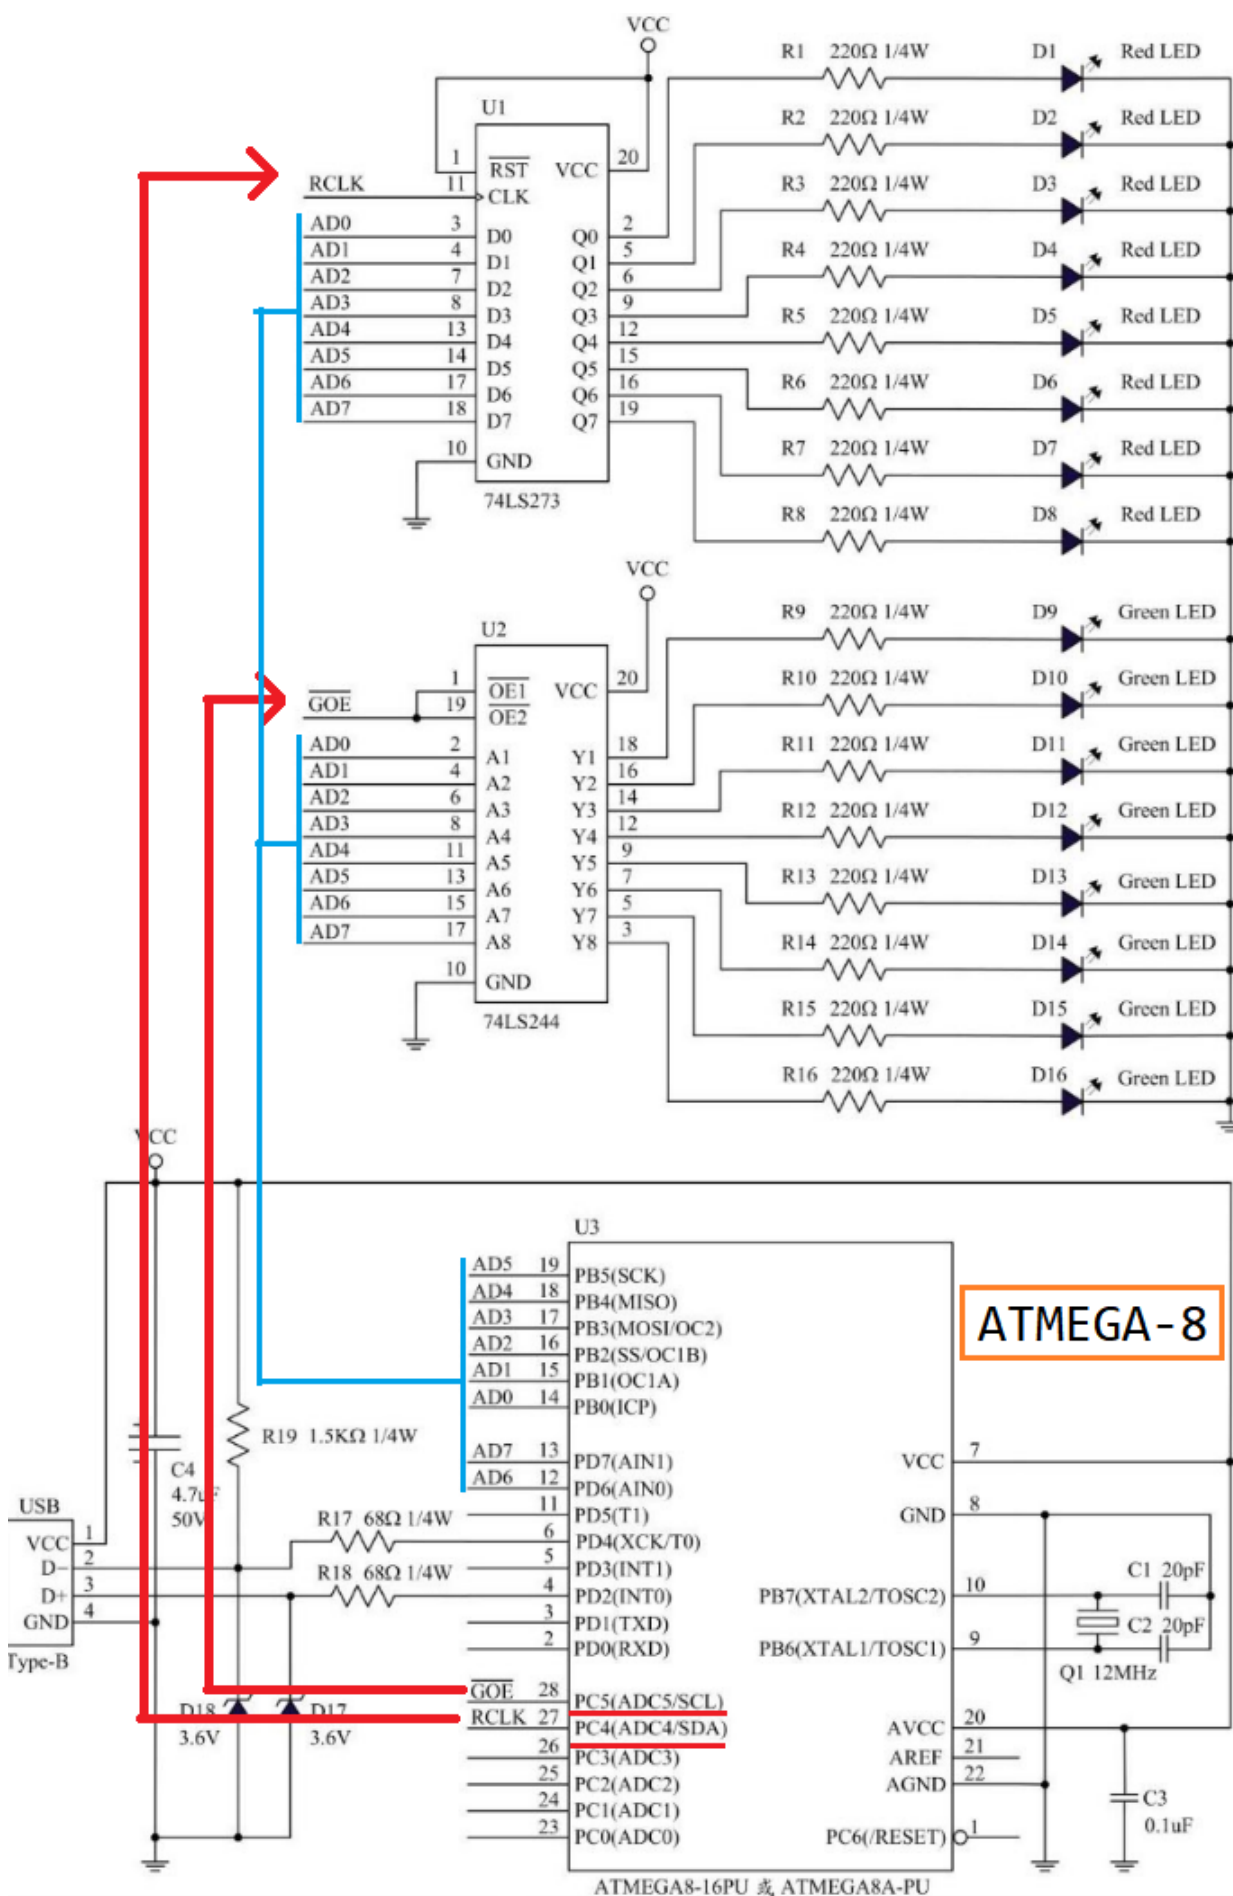 VCC
R1 220Ω 1/4W D1 Red LED
U1
R2 220Ω 1/4W D2 Red LED
1 RST VCC 20
RCLK 11 CLK
R3 220Ω 1/4W D3 Red LED
AD0 3 D0 Q0 2
AD1 4 D1 Q1 5
R4 220Ω 1/4W D4 Red LED
AD2 7 D2 Q2 6
AD3 8 D3 Q3 9
R5 220Ω 1/4W D5 Red LED
AD4 13 D4 Q4 12
AD5 14 D5 Q5 15
R6 220Ω 1/4W D6 Red LED
AD6 17 D6 Q6 16
AD7 18 D7 Q7 19
R7 220Ω 1/4W D7 Red LED
10 GND
74LS273
R8 220Ω 1/4W D8 Red LED
VCC
R9 220Ω 1/4W D9 Green LED
U2
1 OE1 VCC 20
R10 220Ω 1/4W D10 Green LED
GOE 19 OE2
AD0 2 A1 Y1 18
R11 220Ω 1/4W D11 Green LED
AD1 4 A2 Y2 16
AD2 6 A3 Y3 14
R12 220Ω 1/4W D12 Green LED
AD3 8 A4 Y4 12
AD4 11 A5 Y5 9
R13 220Ω 1/4W D13 Green LED
AD5 13 A6 Y6 7
AD6 15 A7 Y7 5
R14 220Ω 1/4W D14 Green LED
AD7 17 A8 Y8 3
10 GND
R15 220Ω 1/4W D15 Green LED
74LS244
R16 220Ω 1/4W D16 Green LED
VCC
U3
AD5 19 PB5(SCK)
AD4 18 PB4(MISO)
ATMEGA-8
AD3 17 PB3(MOSI/OC2)
AD2 16 PB2(SS/OC1B)
AD1 15 PB1(OC1A)
AD0 14 PB0(ICP)
R19 1.5KΩ 1/4W
AD7 13 PD7(AIN1) VCC 7
C4
4.7uF
50V
AD6 12 PD6(AIN0)
USB
11 PD5(T1) GND 8
R17 68Ω 1/4W
VCC 1
6 PD4(XCK/T0)
D- 2
5 PD3(INT1)
R18 68Ω 1/4W
C1 20pF
D+ 3
4 PD2(INT0) PB7(XTAL2/TOSC2) 10
GND 4
3 PD1(TXD)
C2 20pF
2 PD0(RXD) PB6(XTAL1/TOSC1) 9
Type-B
Q1 12MHz
GOE 28 PC5(ADC5/SCL)
D18 3.6V
D17 3.6V
RCLK 27 PC4(ADC4/SDA) AVCC 20
26 PC3(ADC3) AREF 21
25 PC2(ADC2) AGND 22
24 PC1(ADC1)
C3
0.1uF
23 PC0(ADC0) PC6(/RESET) 1
ATMEGA8-16PU 或 ATMEGA8A-PU